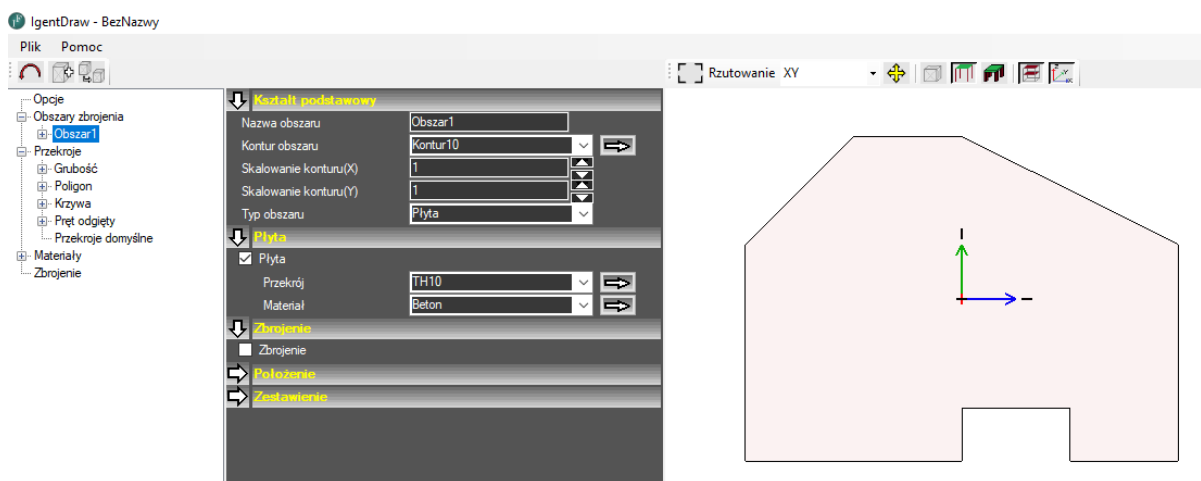 IgentDraw - BezNazwy
Plik Pomoc
Rzutowanie XY
Opcje
Obszary zbrojenia
Obszar1
Przekroje
Grubość
Poligon
Krzywa
Pręt odgięty
Przekroje domyślne
Materiały
Zbrojenie
Kształt podstawowy
Nazwa obszaru Obszar1
Kontur obszaru Kontur10
Skalowanie konturu(X) 1
Skalowanie konturu(Y) 1
Typ obszaru Płyta
Płyta
Płyta
Przekrój TH10
Materiał Beton
Zbrojenie
Zbrojenie
Położenie
Zestawienie